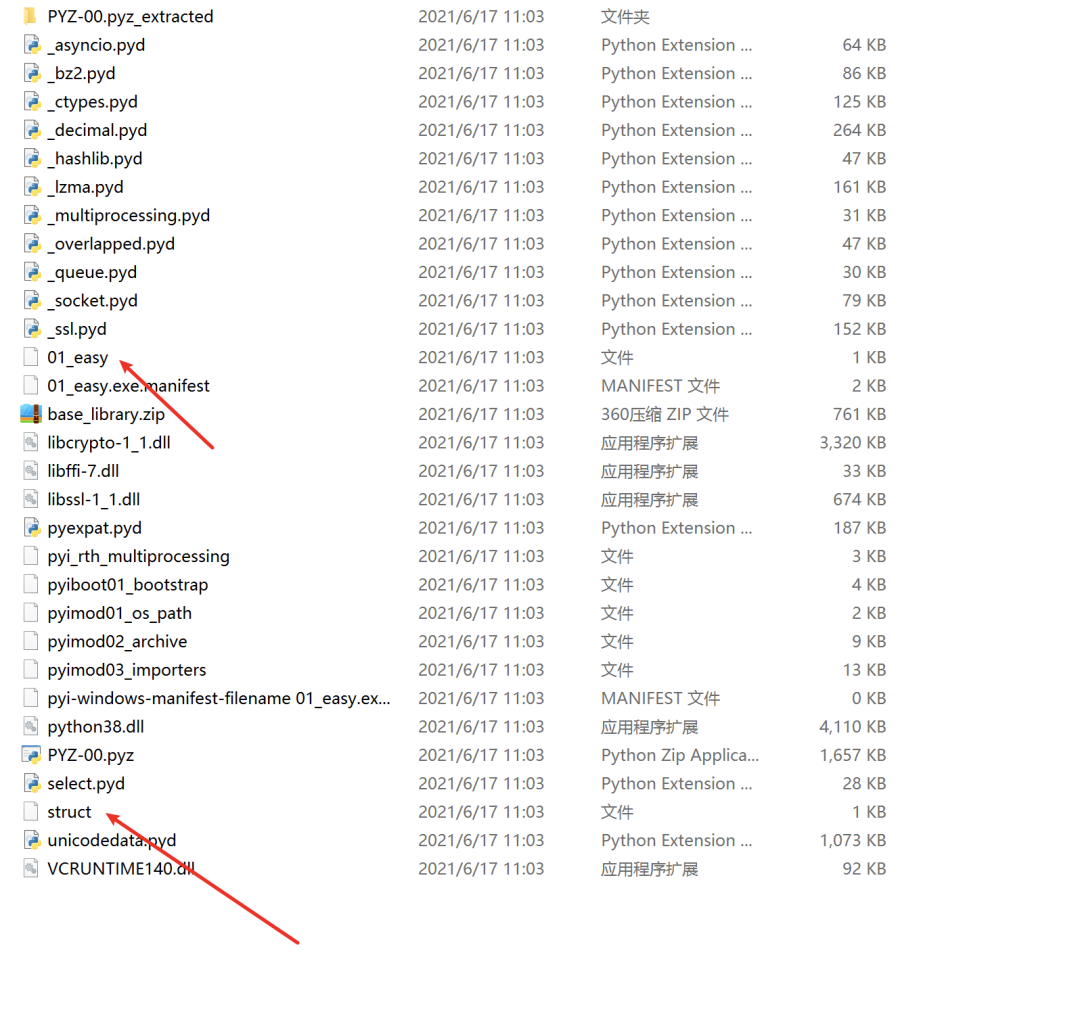 PYZ-00.pyz_extracted 2021/6/17 11:03 文件夹
_asyncio.pyd 2021/6/17 11:03 Python Extension ... 64 KB
_bz2.pyd 2021/6/17 11:03 Python Extension ... 86 KB
_ctypes.pyd 2021/6/17 11:03 Python Extension ... 125 KB
_decimal.pyd 2021/6/17 11:03 Python Extension ... 264 KB
_hashlib.pyd 2021/6/17 11:03 Python Extension ... 47 KB
_lzma.pyd 2021/6/17 11:03 Python Extension ... 161 KB
_multiprocessing.pyd 2021/6/17 11:03 Python Extension ... 31 KB
_overlapped.pyd 2021/6/17 11:03 Python Extension ... 47 KB
_queue.pyd 2021/6/17 11:03 Python Extension ... 30 KB
_socket.pyd 2021/6/17 11:03 Python Extension ... 79 KB
_ssl.pyd 2021/6/17 11:03 Python Extension ... 152 KB
01_easy 2021/6/17 11:03 文件 1 KB
01_easy.exe.manifest 2021/6/17 11:03 MANIFEST 文件 2 KB
base_library.zip 2021/6/17 11:03 360压缩 ZIP 文件 761 KB
libcrypto-1_1.dll 2021/6/17 11:03 应用程序扩展 3,320 KB
libffi-7.dll 2021/6/17 11:03 应用程序扩展 33 KB
libssl-1_1.dll 2021/6/17 11:03 应用程序扩展 674 KB
pyexpat.pyd 2021/6/17 11:03 Python Extension ... 187 KB
pyi_rth_multiprocessing 2021/6/17 11:03 文件 3 KB
pyiboot01_bootstrap 2021/6/17 11:03 文件 4 KB
pyimod01_os_path 2021/6/17 11:03 文件 2 KB
pyimod02_archive 2021/6/17 11:03 文件 9 KB
pyimod03_importers 2021/6/17 11:03 文件 13 KB
pyi-windows-manifest-filename 01_easy.ex... 2021/6/17 11:03 MANIFEST 文件 0 KB
python38.dll 2021/6/17 11:03 应用程序扩展 4,110 KB
PYZ-00.pyz 2021/6/17 11:03 Python Zip Applica... 1,657 KB
select.pyd 2021/6/17 11:03 Python Extension ... 28 KB
struct 2021/6/17 11:03 文件 1 KB
unicodedata.pyd 2021/6/17 11:03 Python Extension ... 1,073 KB
VCRUNTIME140.dll 2021/6/17 11:03 应用程序扩展 92 KB